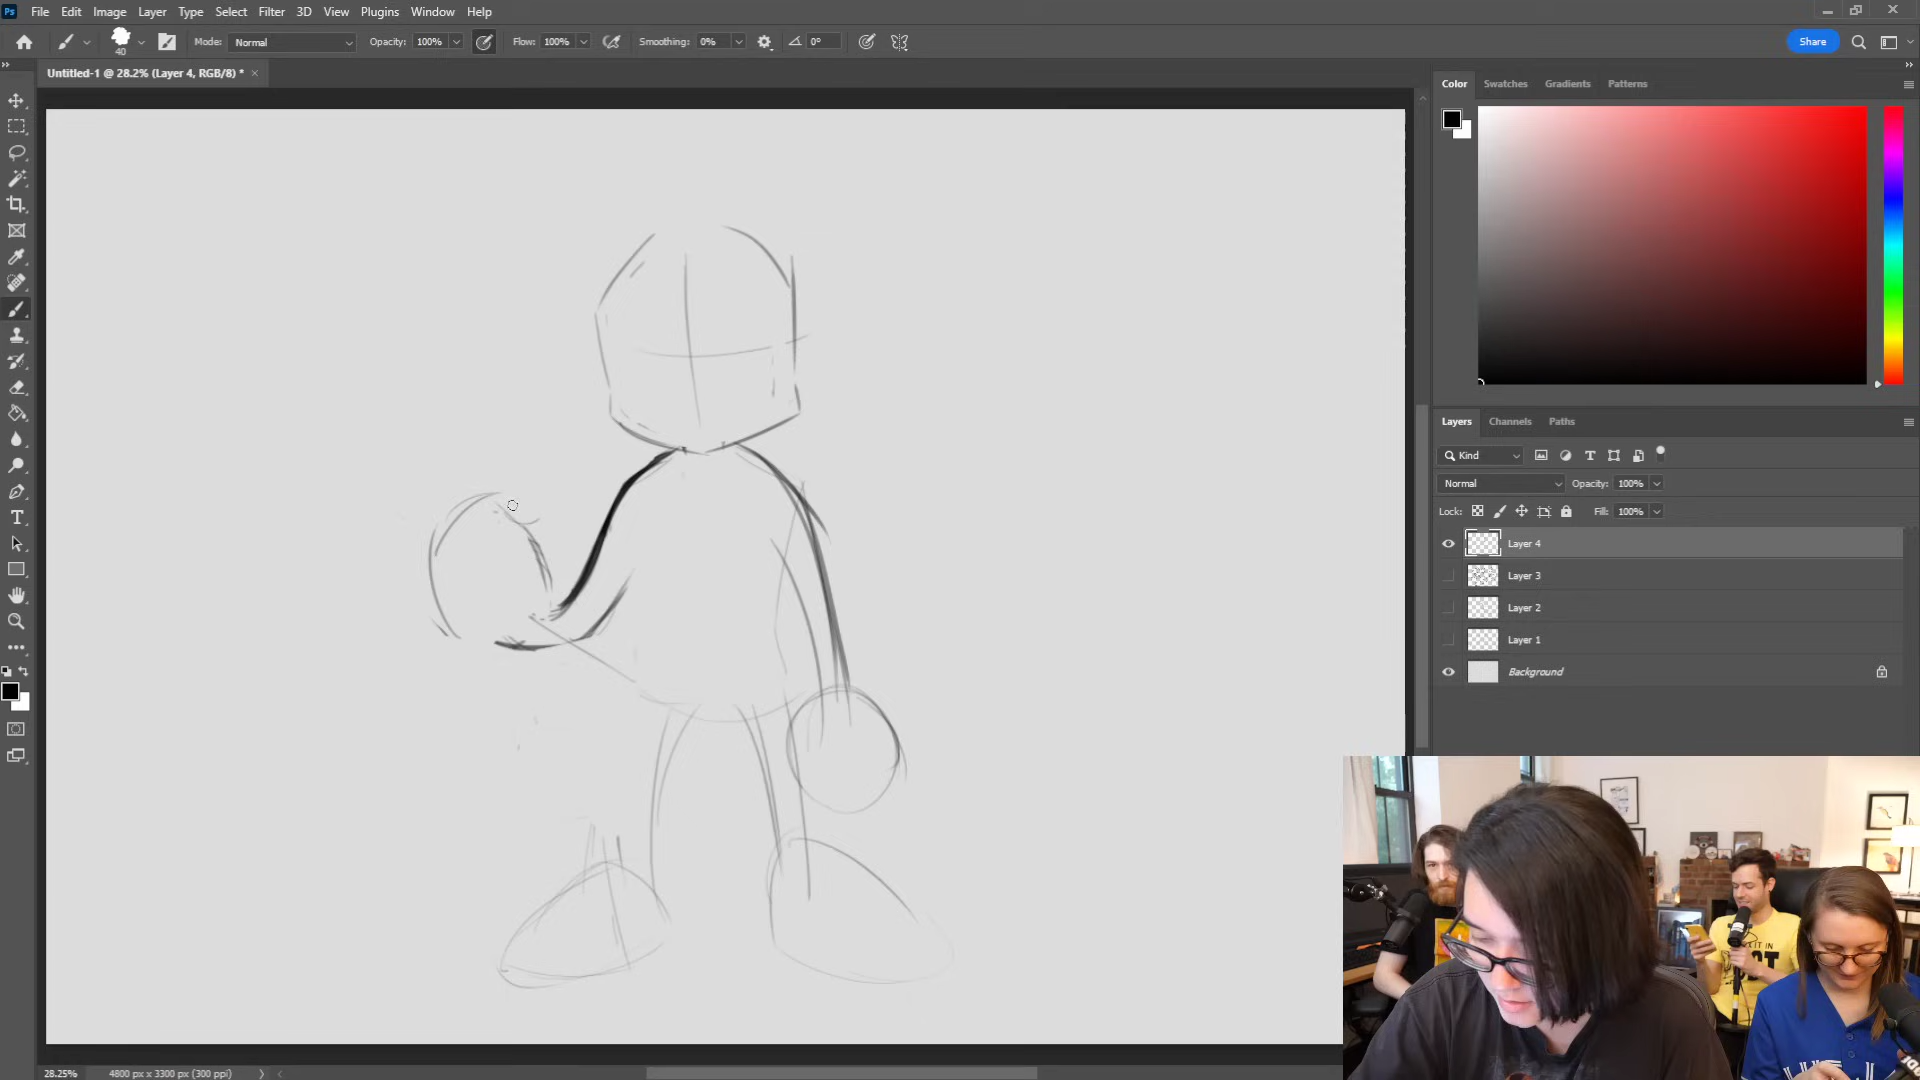 Ps File Edit Image Layer Type Select Filter 3D View Plugins Window Help
40 Mode: Normal Opacity: 100% Flow: 100% Smoothing: 0% 0° Share
Untitled-1 @ 28.2% (Layer 4, RGB/8) * ×
Color Swatches Gradients Patterns
Layers Channels Paths
Kind
Normal Opacity: 100%
Lock: Fill: 100%
Layer 4
Layer 3
Layer 2
Layer 1
Background
28.25% 4800 px x 3300 px (300 ppi)